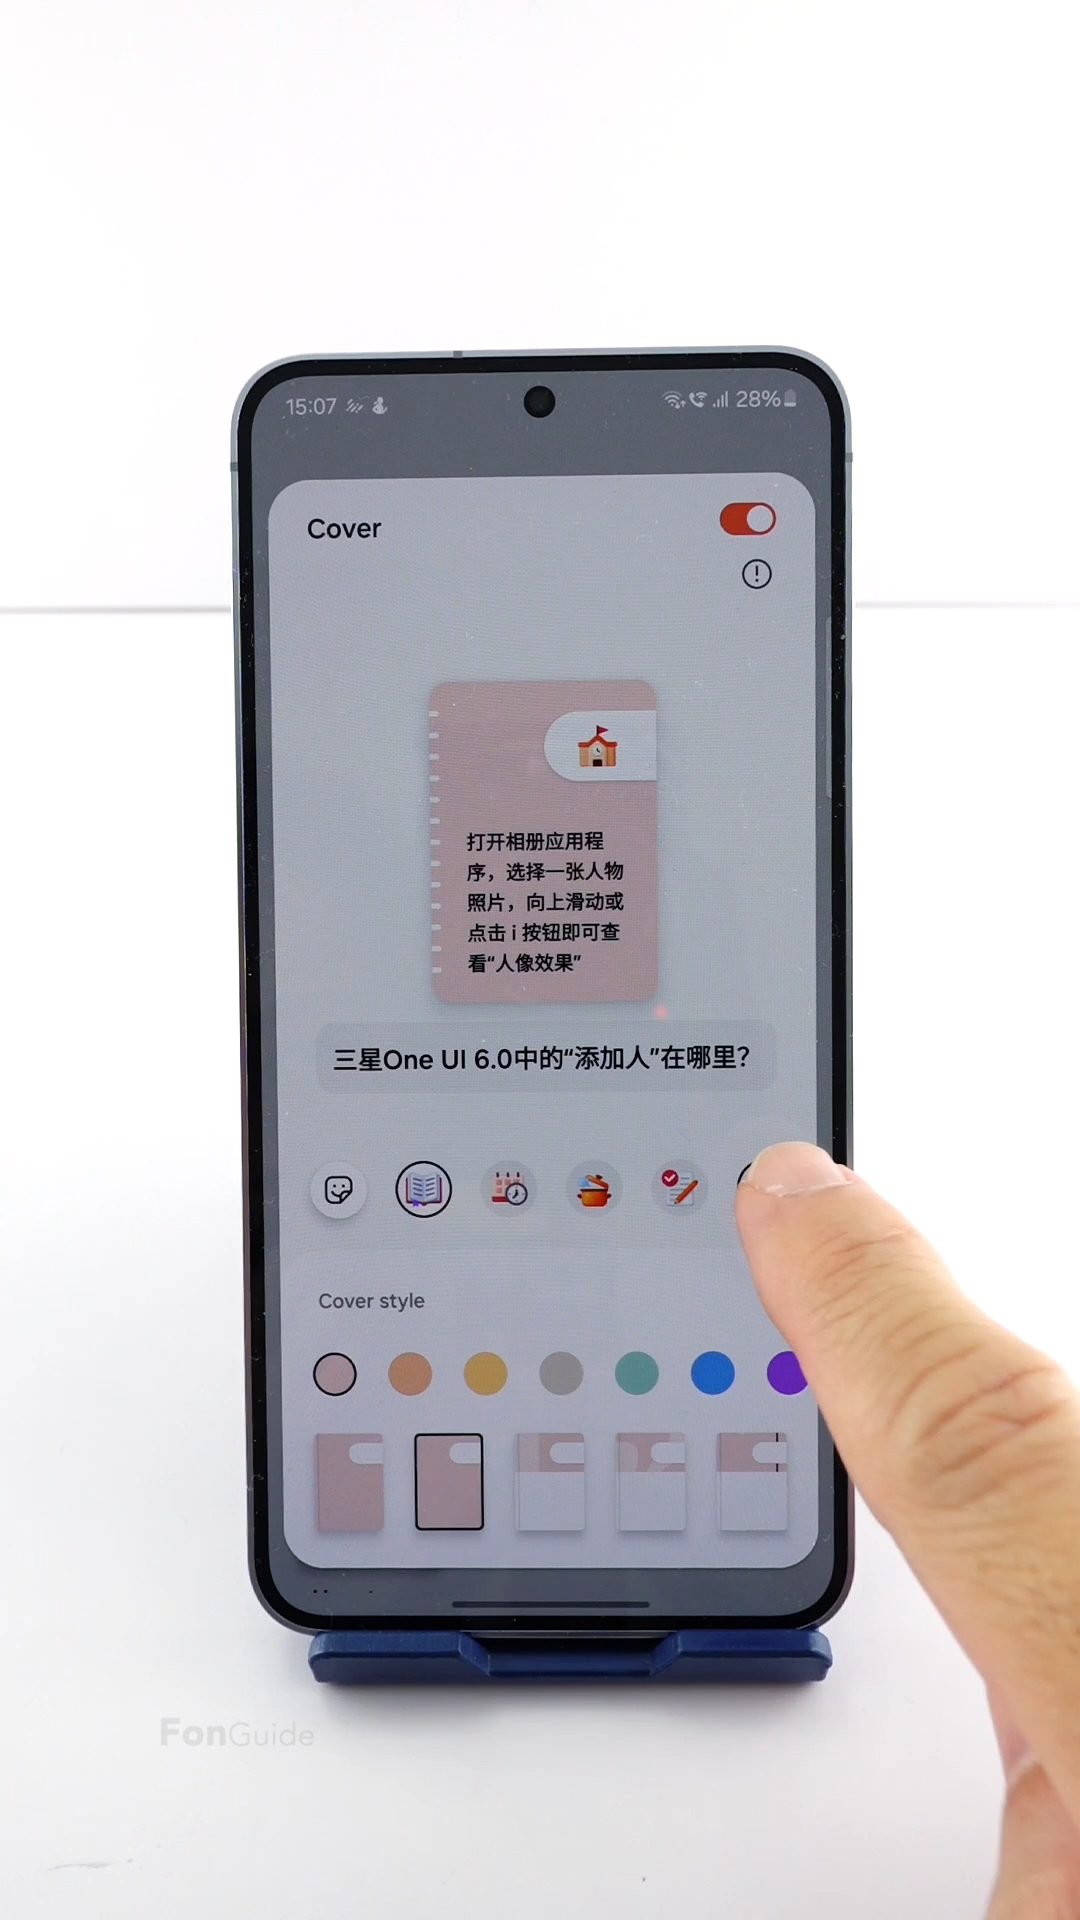 15:07
28%
Cover
打开相册应用程
序，选择一张人物
照片，向上滑动或
点击 i 按钮即可查
看“人像效果”
三星One UI 6.0中的“添加人”在哪里？
Cover style
FonGuide